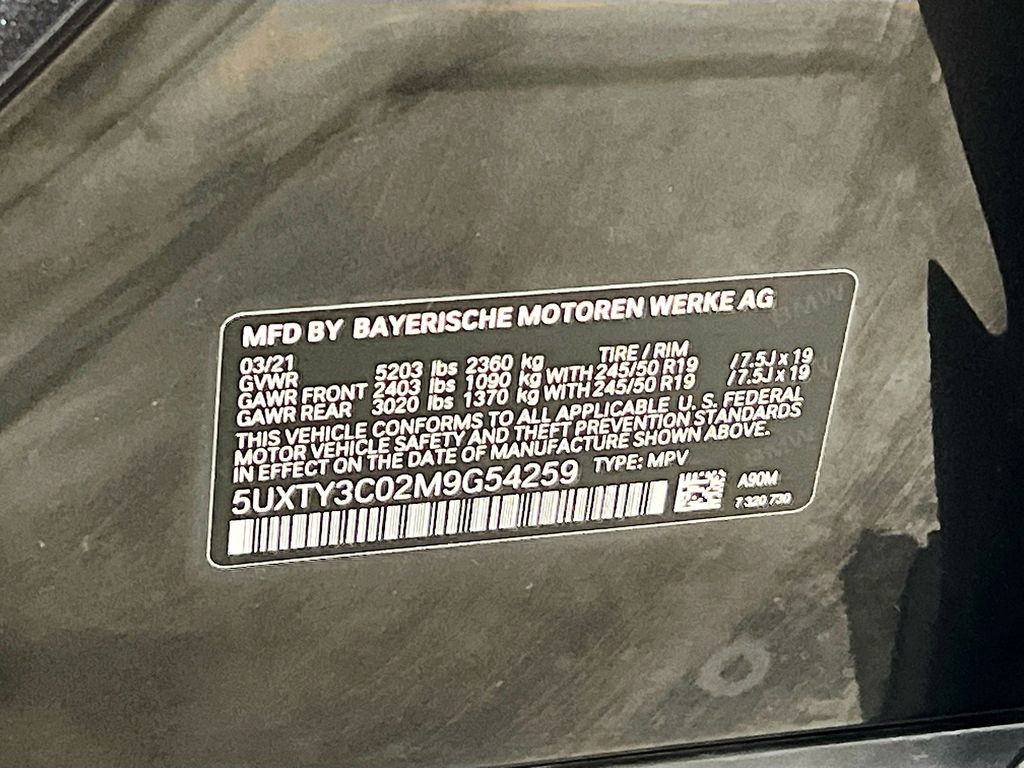 MFD BY BAYERISCHE MOTOREN WERKE AG
03/21 TIRE / RIM
GVWR 5203 lbs 2360 kg
GAWR FRONT 2403 lbs 1090 kg WITH 245/50 R19 /7.5J x 19
GAWR REAR 3020 lbs 1370 kg WITH 245/50 R19 /7.5J x 19
THIS VEHICLE CONFORMS TO ALL APPLICABLE U. S. FEDERAL
MOTOR VEHICLE SAFETY AND THEFT PREVENTION STANDARDS
IN EFFECT ON THE DATE OF MANUFACTURE SHOWN ABOVE.
5UXTY3C02M9G54259 TYPE: MPV
A90M
7 320 730
BMW